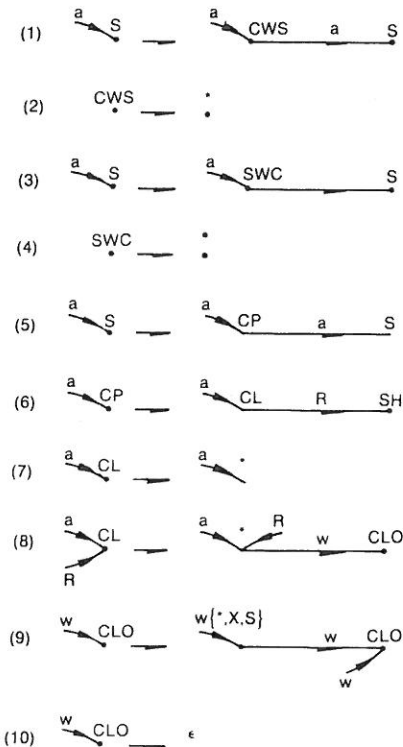 (1) a S a CWS a S
(2) CWS *
(3) a S a SWC S
(4) SWC
(5) a S a CP a S
(6) a CP a CL R SH
(7) a CL a *
(8) a CL R a * R w CLO
(9) w CLO w{*,X,S} w CLO w
(10) w CLO ϵ